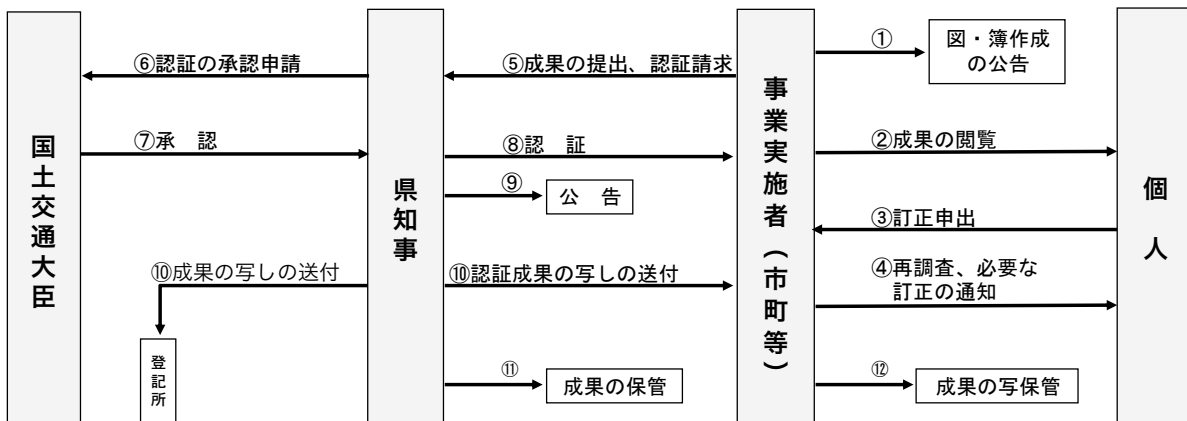 ①
図・簿作成
の公告
⑥認証の承認申請
⑤成果の提出、認証請求
国土交通大臣
県知事
事業実施者（市町等）
個人
⑦承　認
⑧認　証
②成果の閲覧
⑨
公　告
③訂正申出
⑩成果の写しの送付
⑩認証成果の写しの送付
④再調査、必要な
訂正の通知
登記所
⑪
成果の保管
⑫
成果の写保管